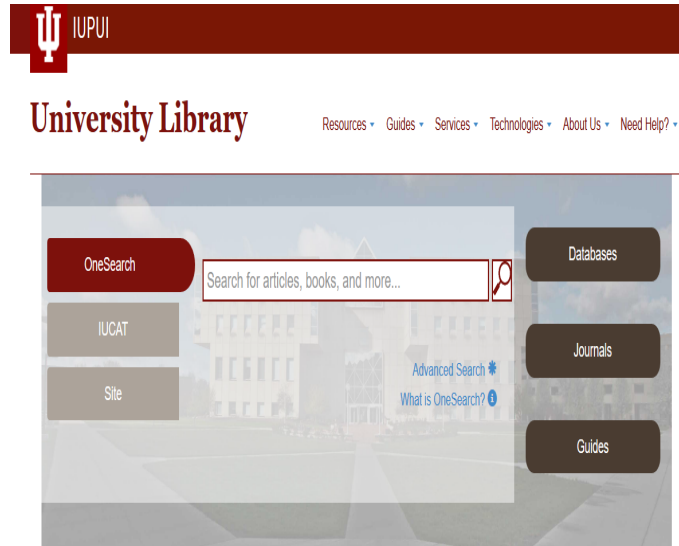 IUPUI
University Library
Resources Guides Services Technologies About Us Need Help?
OneSearch
IUCAT
Site
Search for articles, books, and more...
Advanced Search
What is OneSearch?
Databases
Journals
Guides